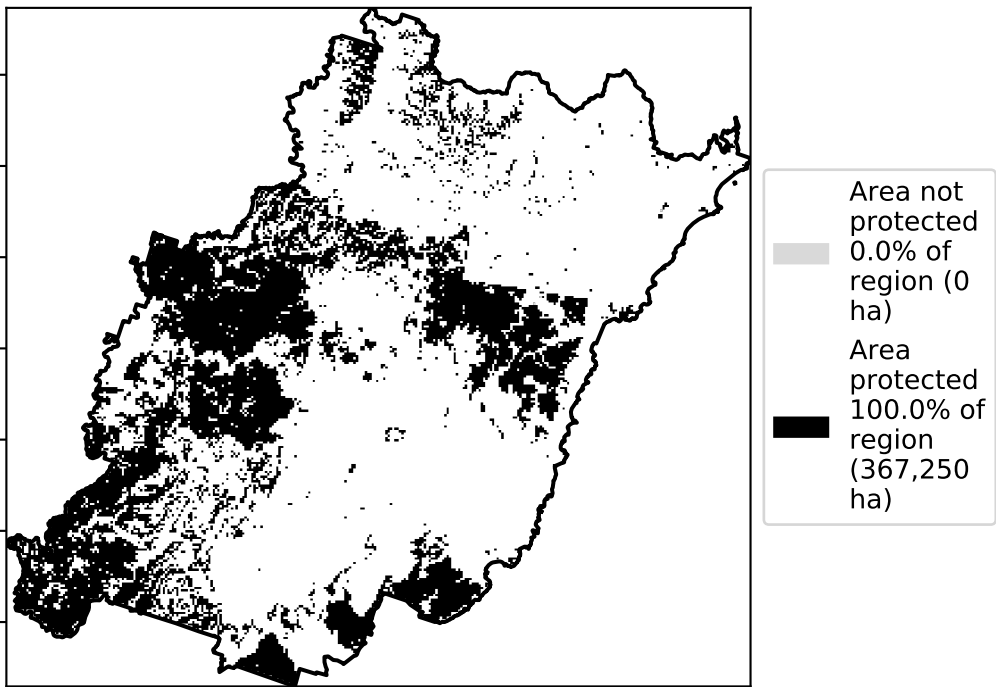 Area not
protected
0.0% of
region (0
ha)
Area
protected
100.0% of
region
(367,250
ha)